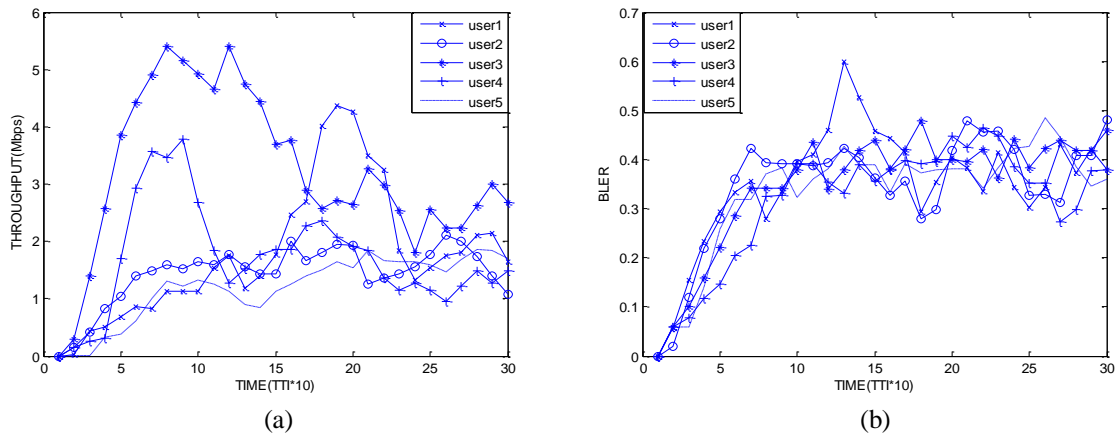 6
5
4
3
2
1
0
THROUGHPUT(Mbps)
0
5
10
15
20
25
30
TIME(TTI*10)
user1
user2
user3
user4
user5
(a)
0.7
0.6
0.5
0.4
0.3
0.2
0.1
0
BLER
0
5
10
15
20
25
30
TIME(TTI*10)
user1
user2
user3
user4
user5
(b)